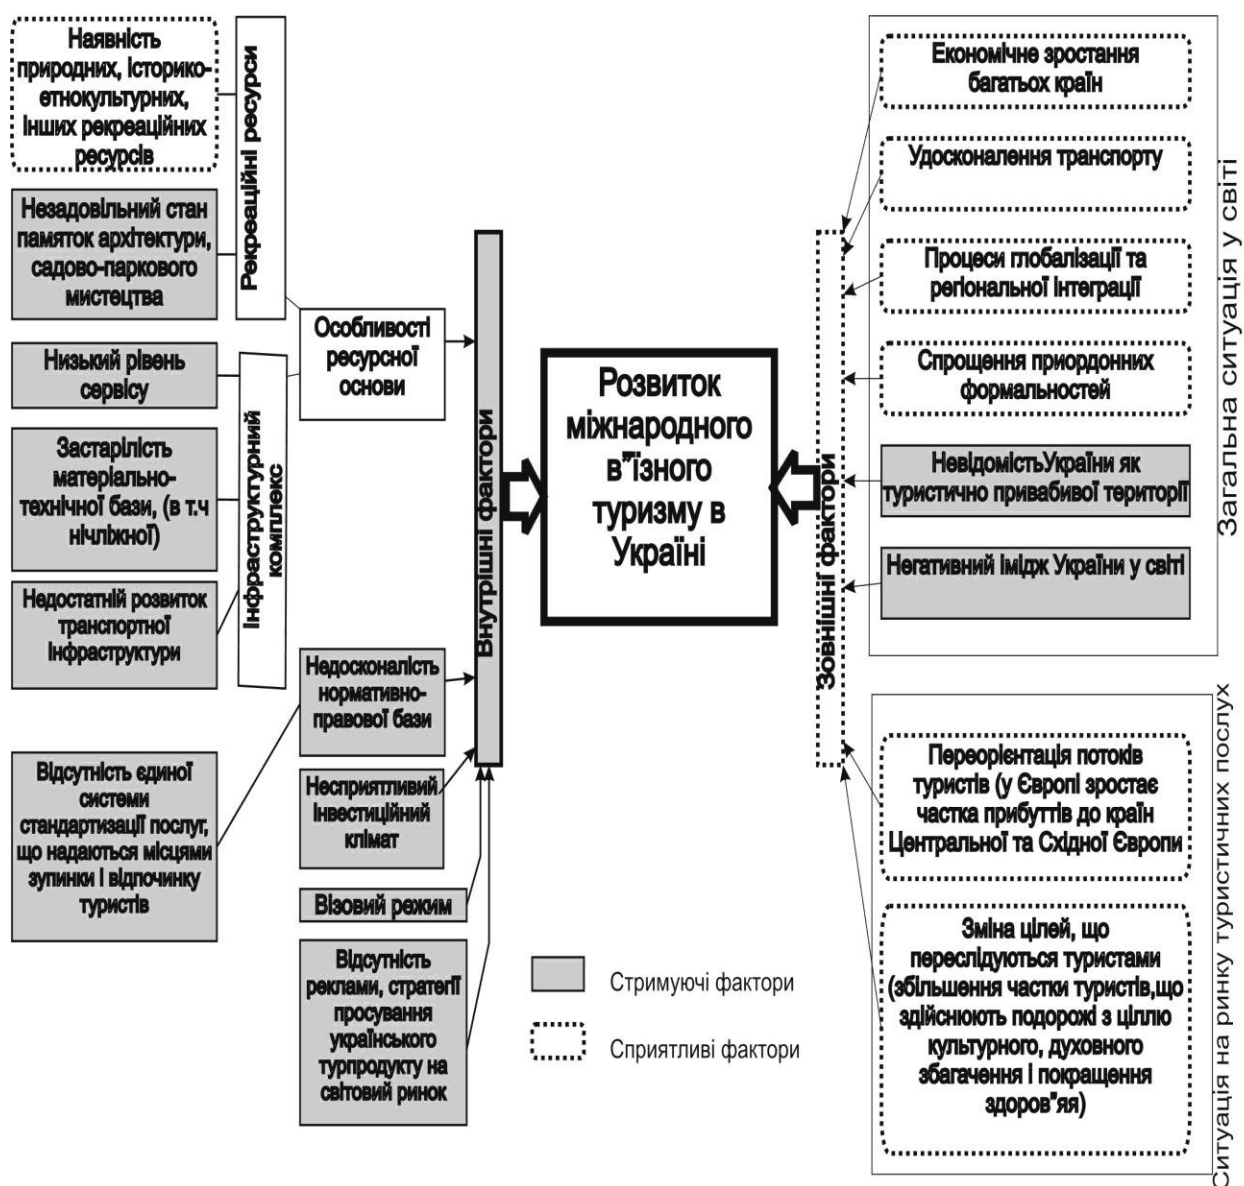 Наявність
природних, історико-
етнокультурних,
інших рекреаційних
ресурсів
Незадовільний стан
памяток архітектури,
садово-паркового
мистецтва
Рекреаційні ресурси
Низький рівень
сервісу
Застарілість
матеріально-
технічної бази, (в т.ч
нічліжної)
Недостатній розвиток
транспортної
інфраструктури
Інфраструктурний
комплекс
Відсутність єдиної
системи
стандартизації послуг,
що надаються місцями
зупинки і відпочинку
туристів
Особливості
ресурсної
основи
Недосконалість
нормативно-
правової бази
Несприятливий
інвестиційний
клімат
Візовий режим
Відсутність
реклами, стратегії
просування
українського
турпродукту на
світовий ринок
Внутрішні фактори
Розвиток
міжнародного
в"їзного
туризму в
Україні
Зовнішні фактори
Економічне зростання
багатьох країн
Удосконалення транспорту
Процеси глобалізації та
регіональної інтеграції
Спрощення приордонних
формальностей
НевідомістьУкраїни як
туристично привабивої території
Негативний імідж України у світі
Загальна ситуація у світі
Переорієнтація потоків
туристів (у Європі зростає
частка прибуттів до країн
Центральної та Східної Європи
Зміна цілей, що
переслідуються туристами
(збільшення частки туристів,що
здійснюють подорожі з ціллю
культурного, духовного
збагачення і покращення
здоров"яя)
Ситуація на ринку туристичних послух
Стримуючі фактори
Сприятливі фактори